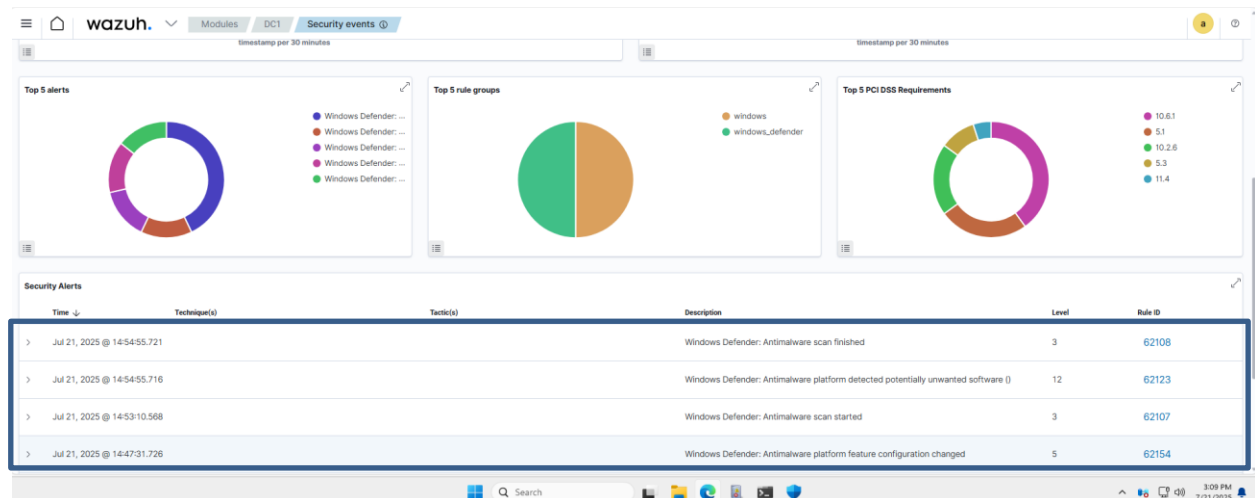 wazuh. Modules DC1 Security events
a
timestamp per 30 minutes timestamp per 30 minutes
Top 5 alerts
Windows Defender: ...
Windows Defender: ...
Windows Defender: ...
Windows Defender: ...
Windows Defender: ...
Top 5 rule groups
windows
windows_defender
Top 5 PCI DSS Requirements
10.6.1
5.1
10.2.6
5.3
11.4
Security Alerts
Time Technique(s) Tactic(s) Description Level Rule ID
Jul 21, 2025 @ 14:54:55.721 Windows Defender: Antimalware scan finished 3 62108
Jul 21, 2025 @ 14:54:55.716 Windows Defender: Antimalware platform detected potentially unwanted software () 12 62123
Jul 21, 2025 @ 14:53:10.568 Windows Defender: Antimalware scan started 3 62107
Jul 21, 2025 @ 14:47:31.726 Windows Defender: Antimalware platform feature configuration changed 5 62154
Search
3:09 PM
7/21/2025